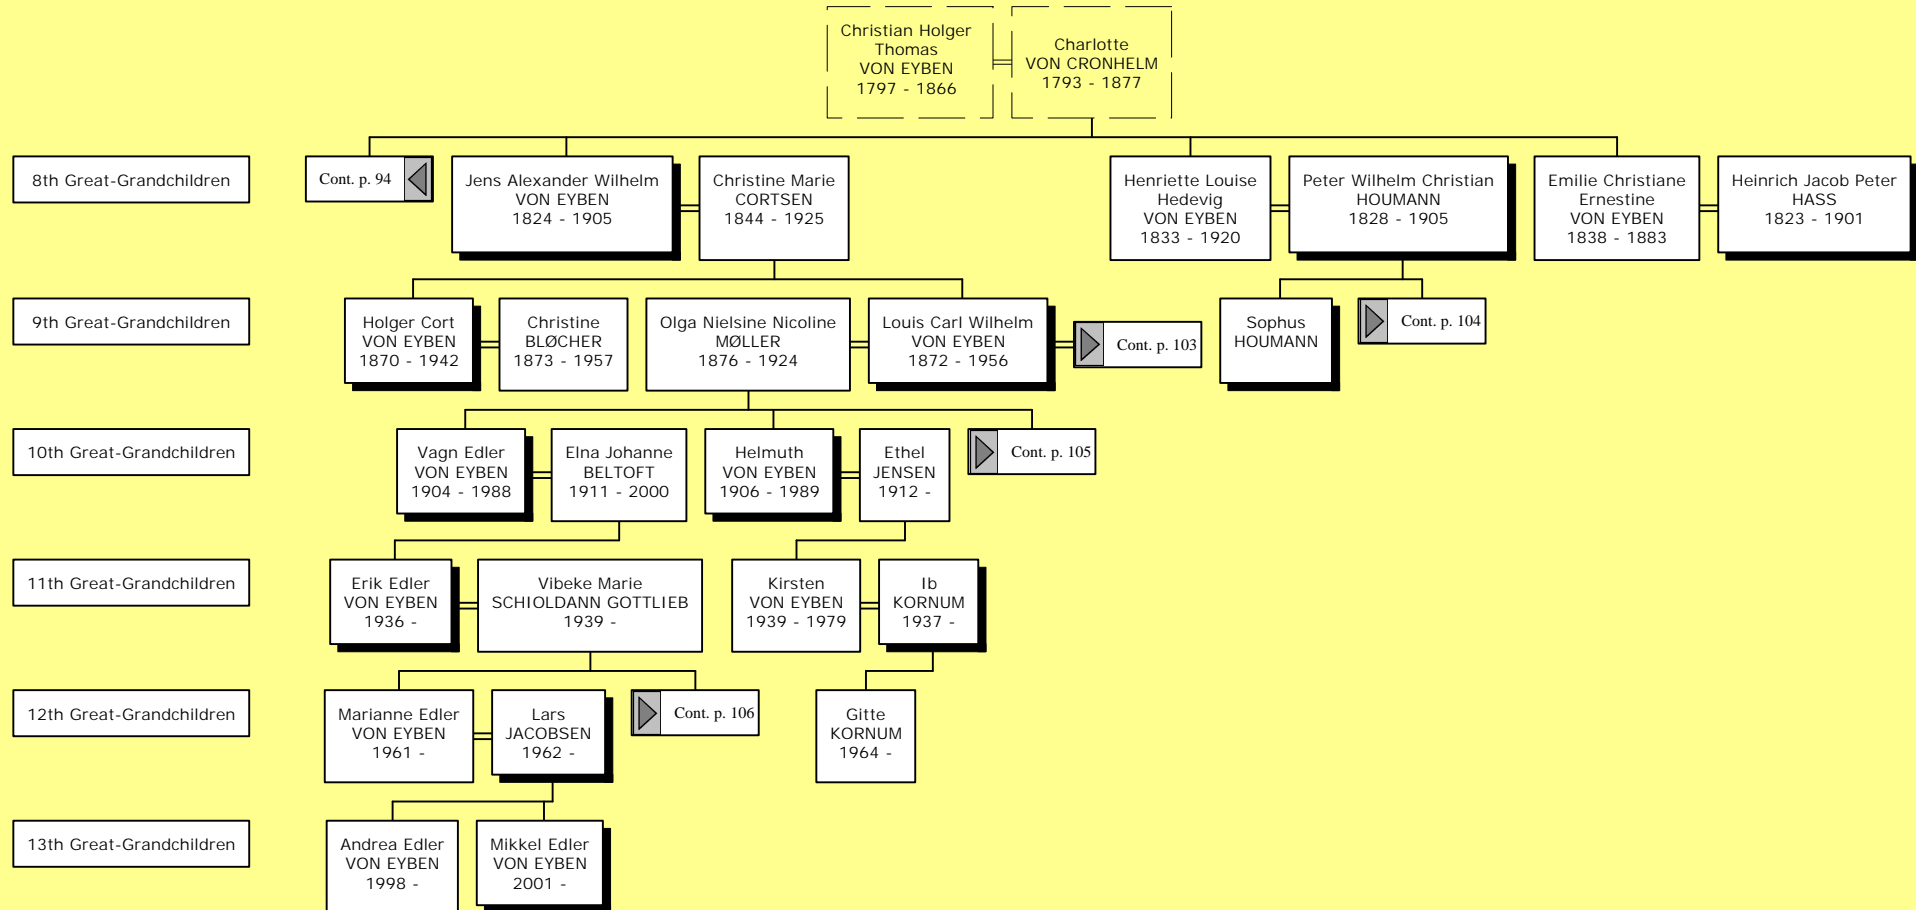 Christian Holger
Thomas
VON EYBEN
1797 - 1866
Charlotte
VON CRONHELM
1793 - 1877
8th Great-Grandchildren
Cont. p. 94
Jens Alexander Wilhelm
VON EYBEN
1824 - 1905
Christine Marie
CORTSEN
1844 - 1925
Henriette Louise
Hedevig
VON EYBEN
1833 - 1920
Peter Wilhelm Christian
HOUMANN
1828 - 1905
Emilie Christiane
Ernestine
VON EYBEN
1838 - 1883
Heinrich Jacob Peter
HASS
1823 - 1901
9th Great-Grandchildren
Holger Cort
VON EYBEN
1870 - 1942
Christine
BLØCHER
1873 - 1957
Olga Nielsine Nicoline
MØLLER
1876 - 1924
Louis Carl Wilhelm
VON EYBEN
1872 - 1956
Cont. p. 103
Sophus
HOUMANN
Cont. p. 104
10th Great-Grandchildren
Vagn Edler
VON EYBEN
1904 - 1988
Elna Johanne
BELTOFT
1911 - 2000
Helmuth
VON EYBEN
1906 - 1989
Ethel
JENSEN
1912 -
Cont. p. 105
11th Great-Grandchildren
Erik Edler
VON EYBEN
1936 -
Vibeke Marie
SCHIOLDANN GOTTLIEB
1939 -
Kirsten
VON EYBEN
1939 - 1979
Ib
KORNUM
1937 -
12th Great-Grandchildren
Marianne Edler
VON EYBEN
1961 -
Lars
JACOBSEN
1962 -
Cont. p. 106
Gitte
KORNUM
1964 -
13th Great-Grandchildren
Andrea Edler
VON EYBEN
1998 -
Mikkel Edler
VON EYBEN
2001 -